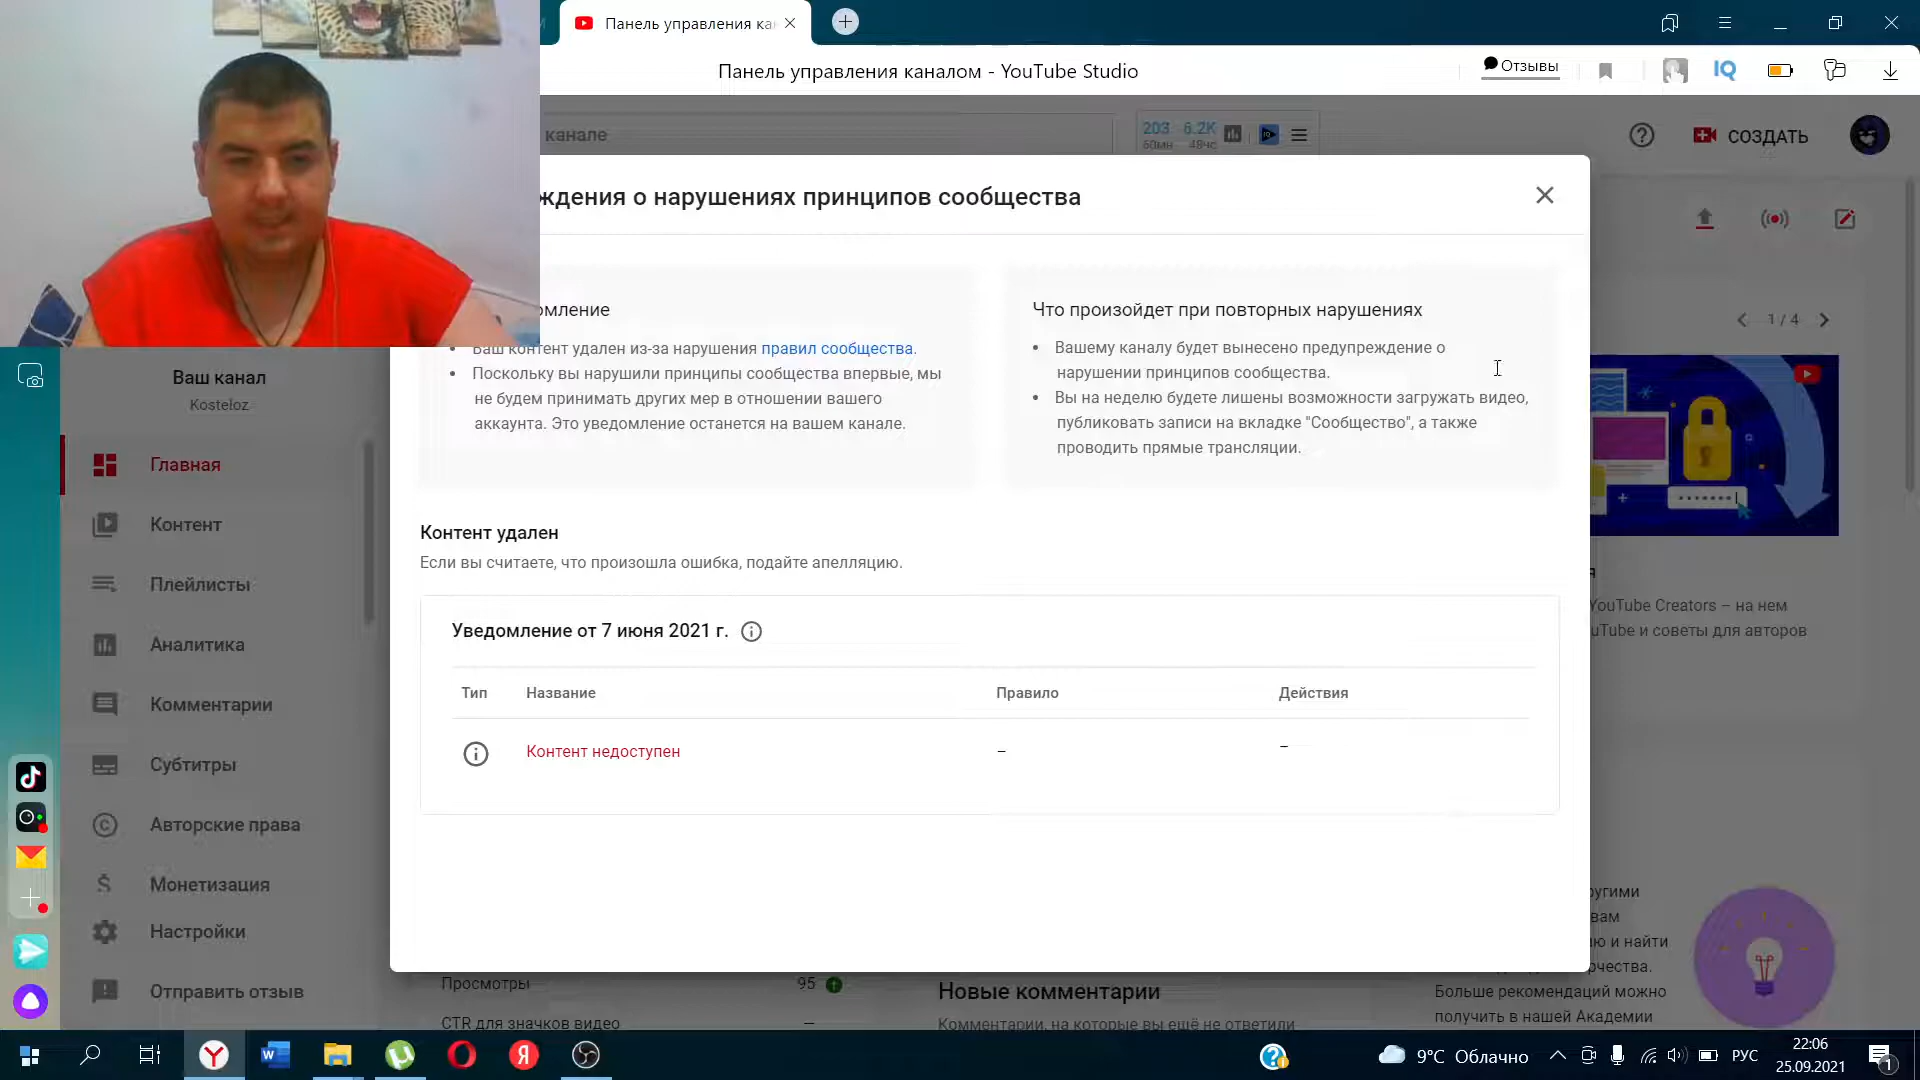 Панель управления ка
Панель управления каналом - YouTube Studio
Отзывы
IQ
канале
203 6.2K
60мн 48чс
СОЗДАТЬ
ждения о нарушениях принципов сообщества
омление
Ваш контент удален из-за нарушения правил сообщества.
Поскольку вы нарушили принципы сообщества впервые, мы
не будем принимать других мер в отношении вашего
аккаунта. Это уведомление останется на вашем канале.
Что произойдет при повторных нарушениях
Вашему каналу будет вынесено предупреждение о
нарушении принципов сообщества.
Вы на неделю будете лишены возможности загружать видео,
публиковать записи на вкладке "Сообщество", а также
проводить прямые трансляции.
1 / 4
Контент удален
Если вы считаете, что произошла ошибка, подайте апелляцию.
Уведомление от 7 июня 2021 г.
Тип Название Правило Действия
Контент недоступен – –
Ваш канал
Kosteloz
Главная
Контент
Плейлисты
Аналитика
Комментарии
Субтитры
Авторские права
Монетизация
Настройки
Отправить отзыв
я
YouTube Creators – на нем
uTube и советы для авторов
ругими
вам
ю и найти
рчества.
Больше рекомендаций можно
получить в нашей Академии
Просмотры 95
CTR для значков видео —
Новые комментарии
Комментарии, на которые вы ещё не ответили
9°C Облачно
РУС
22:06
25.09.2021
1